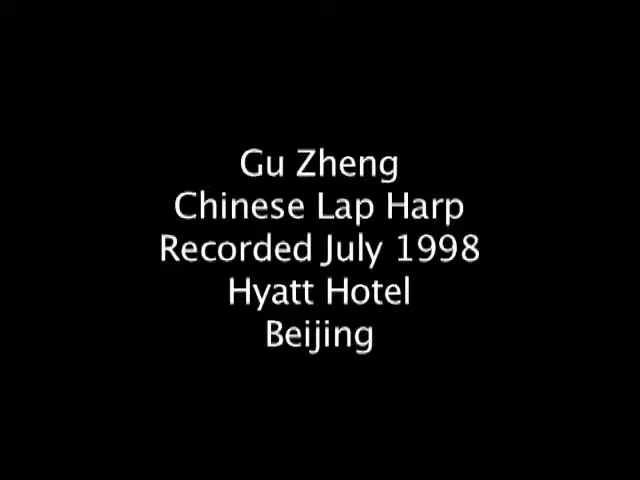 Gu Zheng
Chinese Lap Harp
Recorded July 1998
Hyatt Hotel
Beijing